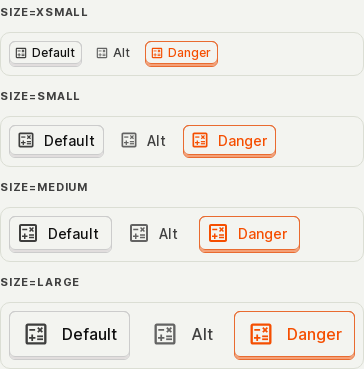 SIZE=XSMALL
Default Alt Danger
SIZE=SMALL
Default Alt Danger
SIZE=MEDIUM
Default Alt Danger
SIZE=LARGE
Default Alt Danger